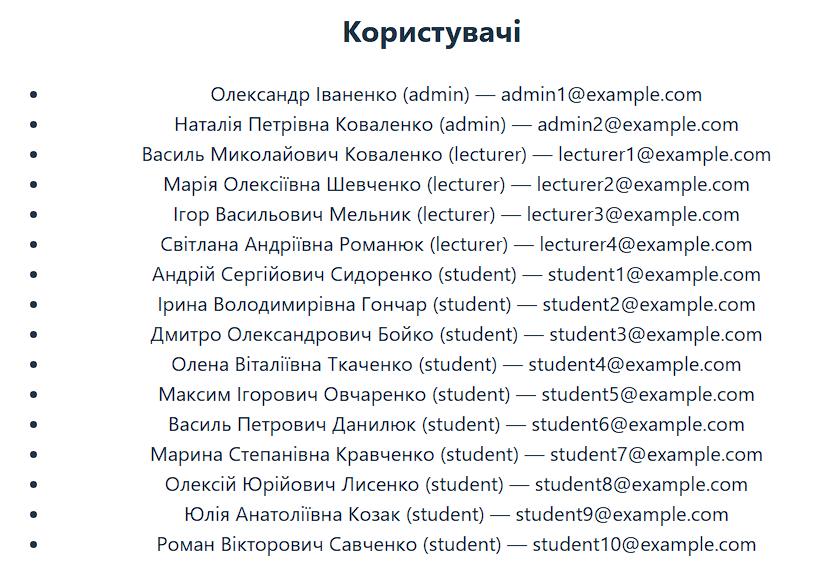 Користувачі
Олександр Іваненко (admin) — admin1@example.com
Наталія Петрівна Коваленко (admin) — admin2@example.com
Василь Миколайович Коваленко (lecturer) — lecturer1@example.com
Марія Олексіївна Шевченко (lecturer) — lecturer2@example.com
Ігор Васильович Мельник (lecturer) — lecturer3@example.com
Світлана Андріївна Романюк (lecturer) — lecturer4@example.com
Андрій Сергійович Сидоренко (student) — student1@example.com
Ірина Володимирівна Гончар (student) — student2@example.com
Дмитро Олександрович Бойко (student) — student3@example.com
Олена Віталіївна Ткаченко (student) — student4@example.com
Максим Ігорович Овчаренко (student) — student5@example.com
Василь Петрович Данилюк (student) — student6@example.com
Марина Степанівна Кравченко (student) — student7@example.com
Олексій Юрійович Лисенко (student) — student8@example.com
Юлія Анатоліївна Козак (student) — student9@example.com
Роман Вікторович Савченко (student) — student10@example.com